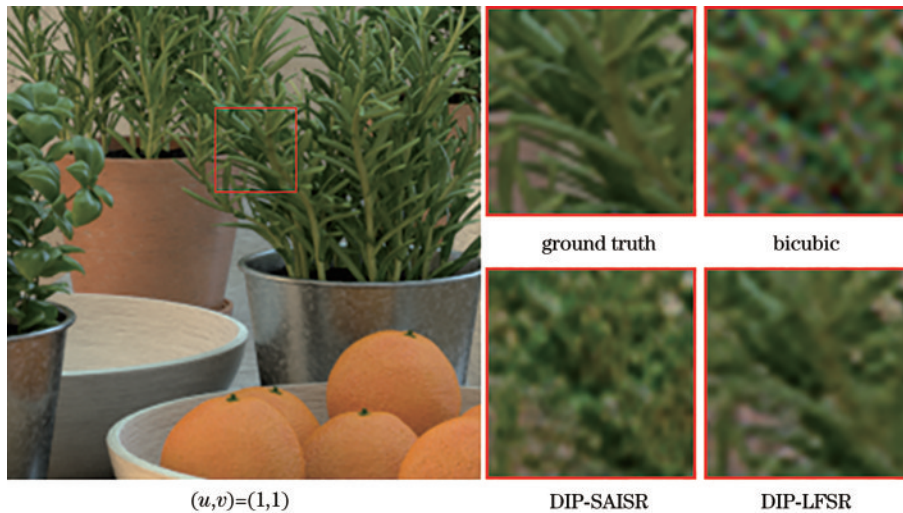 ground truth
bicubic
(u,v)=(1,1)
DIP-SAISR
DIP-LFSR